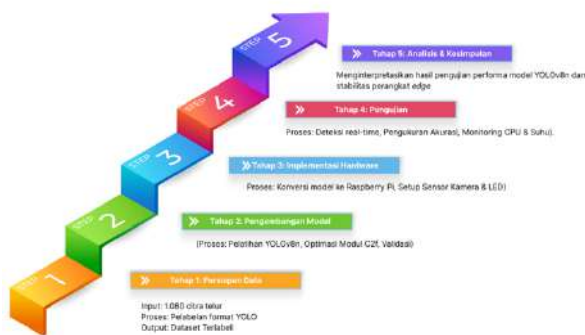 STEP 5
Tahap 5: Analisis & Kesimpulan
Menginterpretasikan hasil pengujian performa model YOLOv8n dan
stabilitas perangkat edge
STEP 4
Tahap 4: Pengujian
Proses: Deteksi real-time, Pengukuran Akurasi, Monitoring CPU & Suhu).
STEP 3
Tahap 3: Implementasi Hardware
Proses: Konversi model ke Raspberry Pi, Setup Sensor Kamera & LED)
STEP 2
Tahap 2: Pengembangan Model
(Proses: Pelatihan YOLOv8n, Optimasi Modul C2f, Validasi)
STEP 1
Tahap 1: Persiapan Data
Input: 1.080 citra telur
Proses: Pelabelan format YOLO
Output: Dataset Terlabeli